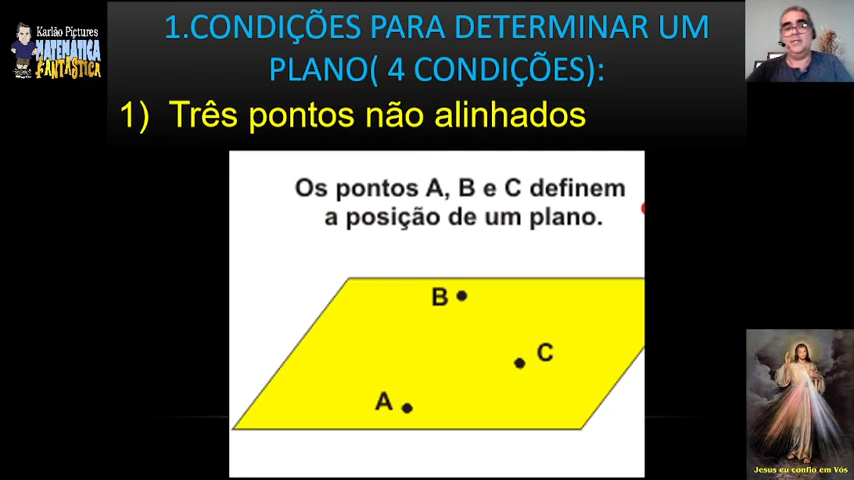 Karlão Pictures
MATEMÁTICA
FANTÁSTICA
1.CONDIÇÕES PARA DETERMINAR UM
PLANO( 4 CONDIÇÕES):
1) Três pontos não alinhados
Os pontos A, B e C definem
a posição de um plano.
B
C
A
Jesus eu confio em Vós